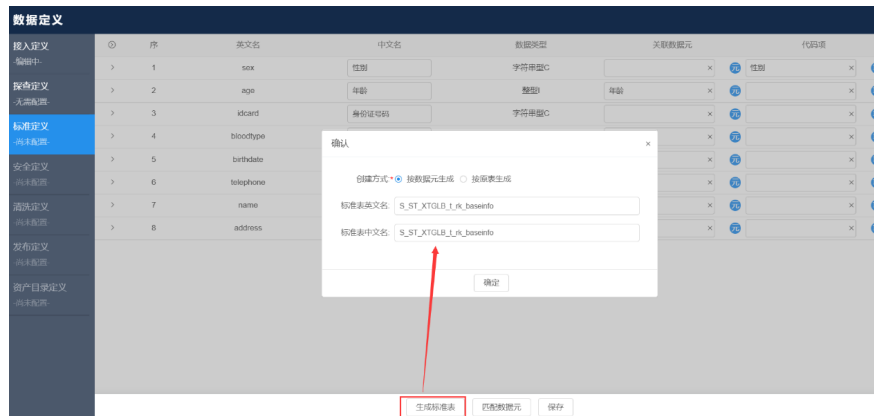 数据定义
接入定义
-编辑中-
探查定义
-无需配置-
标准定义
-尚未配置-
安全定义
-尚未配置-
清洗定义
-尚未配置-
发布定义
-尚未配置-
资产目录定义
-尚未配置-
序 英文名 中文名 数据类型 关联数据元 代码项
1 sex 性别 字符串型C × 元 性别 ×
2 age 年龄 整型I 年龄 × 元 ×
3 idcard 身份证号码 字符串型C × 元 ×
4 bloodtype × 元 ×
5 birthdate × 元 ×
6 telephone × 元 ×
7 name × 元 ×
8 address × 元 ×
确认 ×
创建方式:* 按数据元生成 按原表生成
标准表英文名: S_ST_XTGLB_t_rk_baseinfo
标准表中文名: S_ST_XTGLB_t_rk_baseinfo
确定
生成标准表 匹配数据元 保存